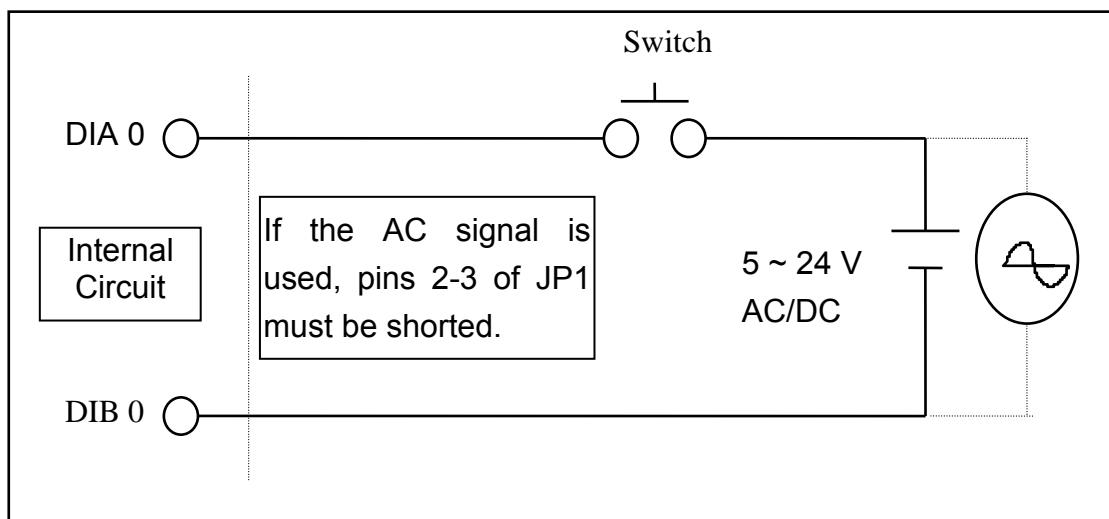 Switch
DIA 0
Internal
Circuit
If the AC signal is
used, pins 2-3 of JP1
must be shorted.
5 ~ 24 V
AC/DC
DIB 0